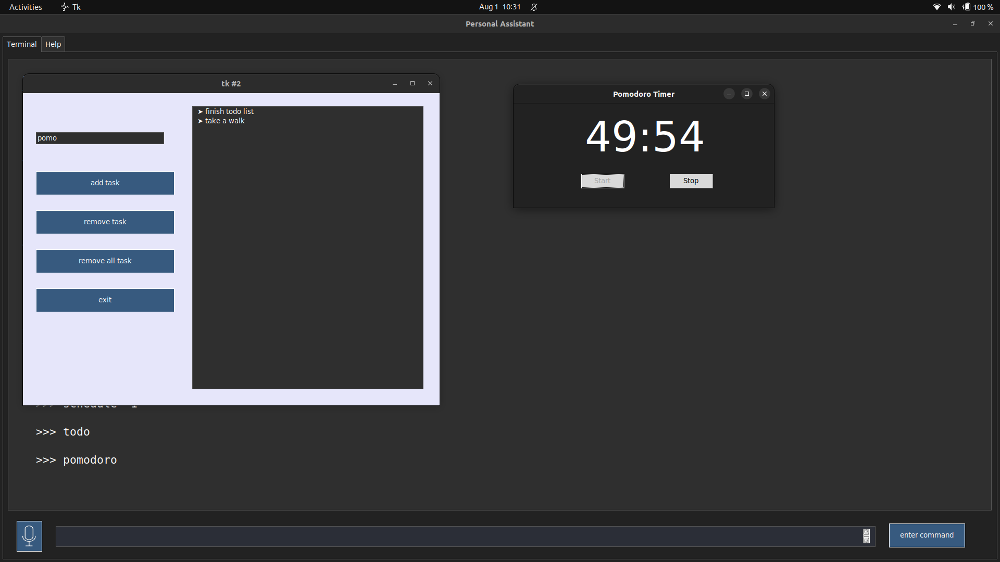 Activities
Tk
Aug 1 10:31
100 %
Personal Assistant
Terminal
Help
tk #2
➤ finish todo list
➤ take a walk
pomo
add task
remove task
remove all task
exit
Pomodoro Timer
49:54
Start
Stop
>>> todo
>>> pomodoro
enter command